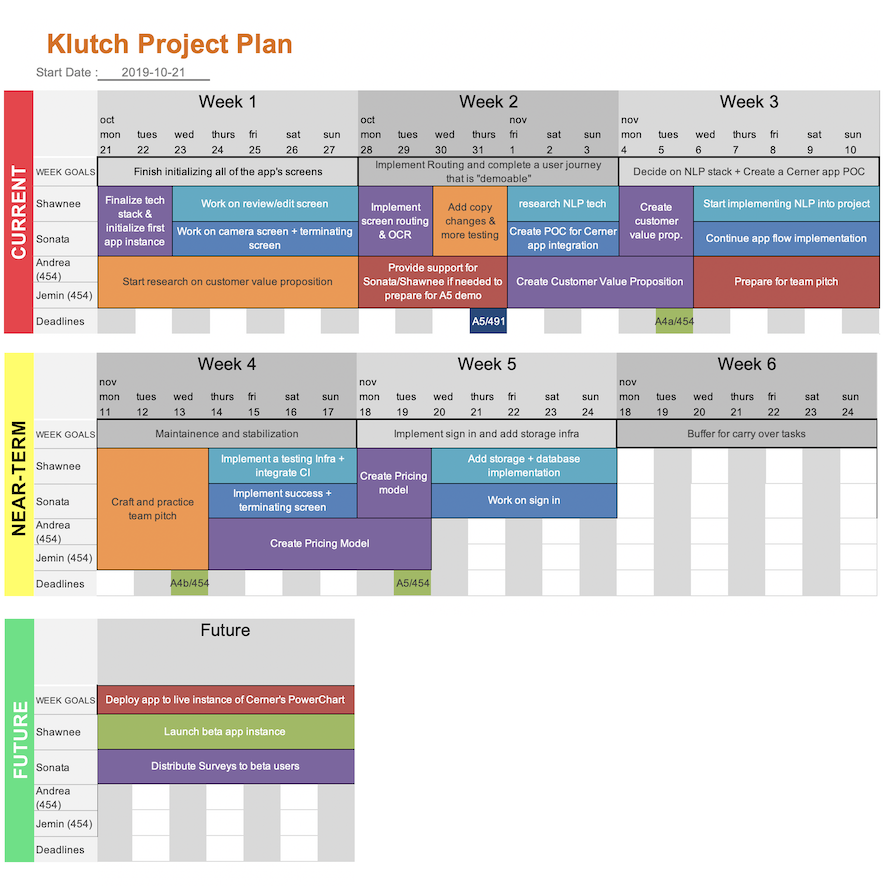 Klutch Project Plan
Start Date : 2019-10-21
CURRENT
Week 1 Week 2 Week 3
oct oct nov nov
mon tues wed thurs fri sat sun mon tues wed thurs fri sat sun mon tues wed thurs fri sat sun
21 22 23 24 25 26 27 28 29 30 31 1 2 3 4 5 6 7 8 9 10
WEEK GOALS
Finish initializing all of the app's screens
Implement Routing and complete a user journey
that is "demoable"
Decide on NLP stack + Create a Cerner app POC
Shawnee
Sonata
Finalize tech
stack &
initialize first
app instance
Work on review/edit screen
Work on camera screen + terminating
screen
Implement
screen routing
& OCR
Add copy
changes &
more testing
research NLP tech
Create POC for Cerner
app integration
Create
customer
value prop.
Start implementing NLP into project
Continue app flow implementation
Andrea
(454)
Jemin (454)
Start research on customer value proposition
Provide support for
Sonata/Shawnee if needed to
prepare for A5 demo
Create Customer Value Proposition
Prepare for team pitch
Deadlines
A5/491
A4a/454
NEAR-TERM
Week 4 Week 5 Week 6
nov nov nov
mon tues wed thurs fri sat sun mon tues wed thurs fri sat sun mon tues wed thurs fri sat sun
11 12 13 14 15 16 17 18 19 20 21 22 23 24 18 19 20 21 22 23 24
WEEK GOALS
Maintainence and stabilization
Implement sign in and add storage infra
Buffer for carry over tasks
Shawnee
Sonata
Andrea
(454)
Jemin (454)
Craft and practice
team pitch
Implement a testing Infra +
integrate CI
Implement success +
terminating screen
Create Pricing
model
Add storage + database
implementation
Work on sign in
Create Pricing Model
Deadlines
A4b/454
A5/454
FUTURE
Future
WEEK GOALS
Deploy app to live instance of Cerner's PowerChart
Shawnee
Launch beta app instance
Sonata
Distribute Surveys to beta users
Andrea
(454)
Jemin (454)
Deadlines